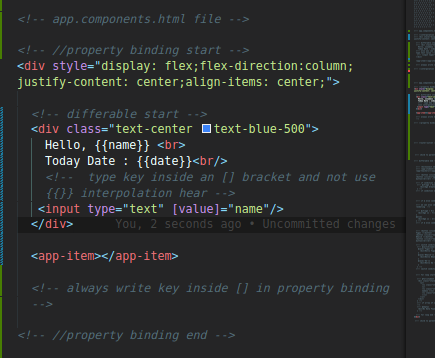 <!-- app.components.html file -->
<!-- //property binding start -->
<div style="display: flex;flex-direction:column;
justify-content: center;align-items: center;">
<!-- differable start -->
<div class="text-center text-blue-500">
Hello, {{name}} <br>
Today Date : {{date}}<br/>
<!--  type key inside an [] bracket and not use
{{}} interpolation hear -->
<input type="text" [value]="name"/>
</div> You, 2 seconds ago • Uncommitted changes
<app-item></app-item>
<!-- always write key inside [] in property binding
-->
<!-- //property binding end -->